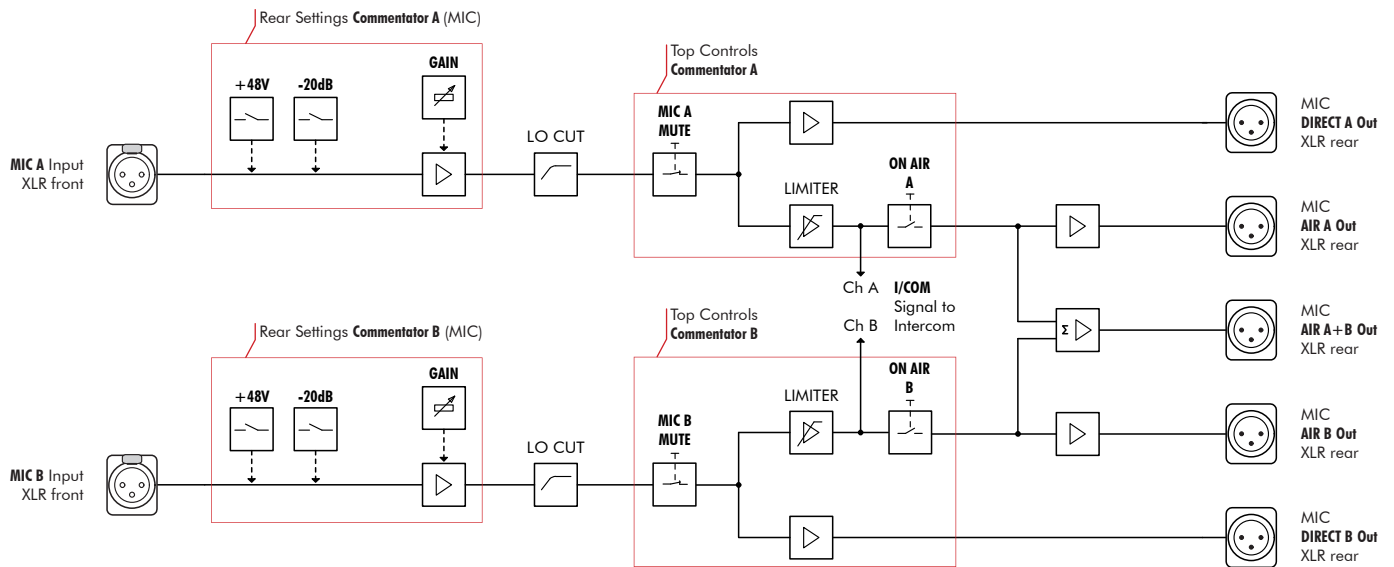 Rear Settings Commentator A (MIC)
+48V
-20dB
GAIN
MIC A Input
XLR front
LO CUT
Top Controls
Commentator A
MIC A
MUTE
LIMITER
ON AIR
A
MIC
DIRECT A Out
XLR rear
MIC
AIR A Out
XLR rear
Ch A
I/COM
Signal to
Intercom
Ch B
Σ
MIC
AIR A+B Out
XLR rear
Rear Settings Commentator B (MIC)
+48V
-20dB
GAIN
MIC B Input
XLR front
LO CUT
Top Controls
Commentator B
MIC B
MUTE
LIMITER
ON AIR
B
MIC
AIR B Out
XLR rear
MIC
DIRECT B Out
XLR rear